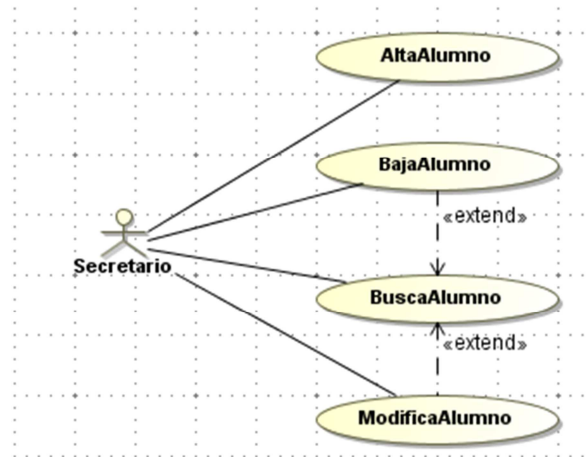 AltaAlumno
BajaAlumno
«extend»
Secretario
BuscaAlumno
«extend»
ModificaAlumno